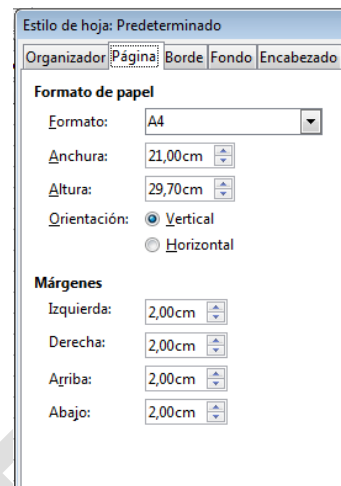 Estilo de hoja: Predeterminado
Organizador Página Borde Fondo Encabezado
Formato de papel
Formato: A4
Anchura: 21,00cm
Altura: 29,70cm
Orientación: Vertical
Horizontal
Márgenes
Izquierda: 2,00cm
Derecha: 2,00cm
Arriba: 2,00cm
Abajo: 2,00cm